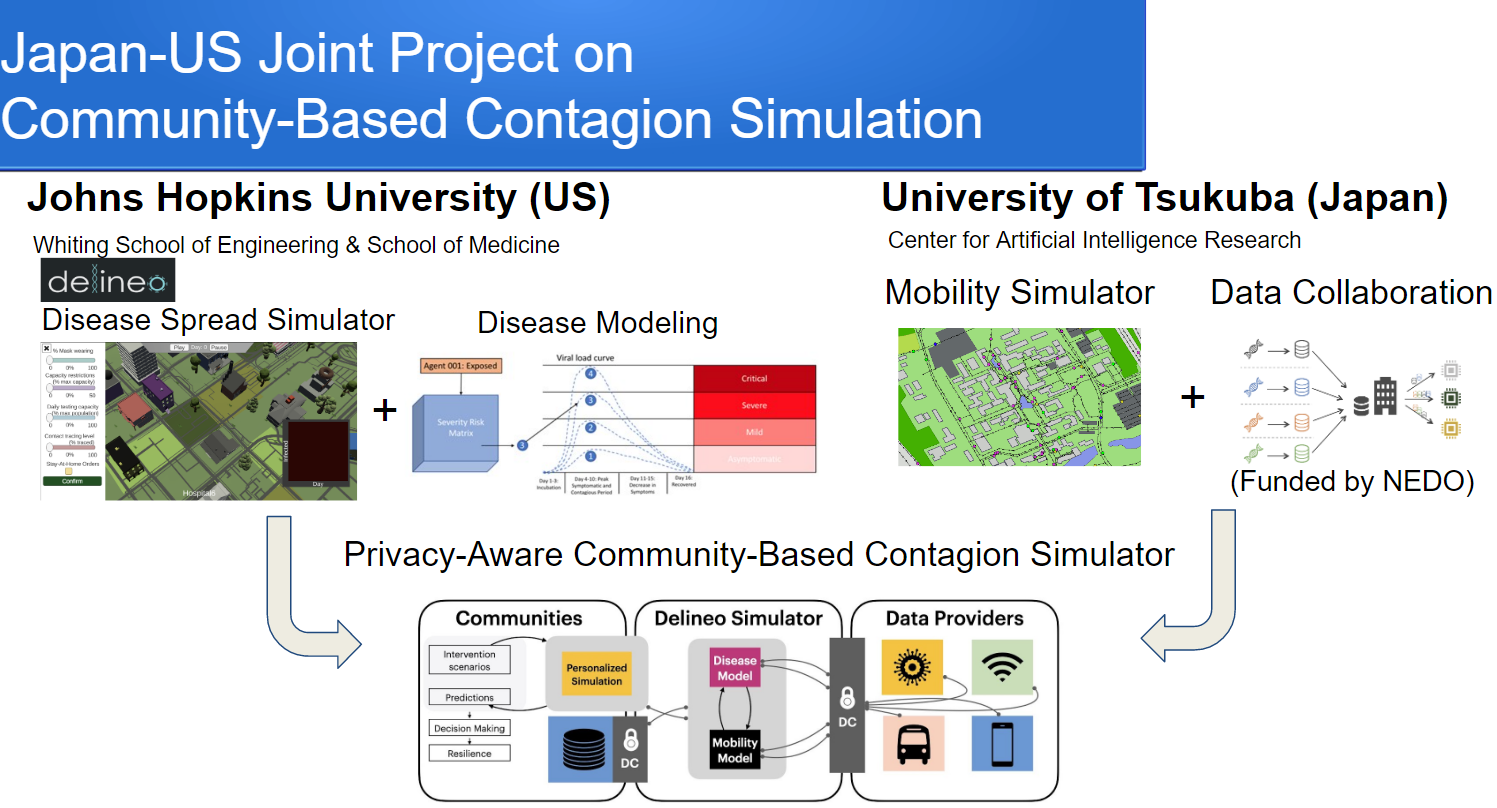 Japan-US Joint Project on
Community-Based Contagion Simulation
Johns Hopkins University (US)
Whiting School of Engineering & School of Medicine
delineo
Disease Spread Simulator
% Mask wearing
0 0% 100
Capacity restrictions
(% max capacity)
0 0% 50
Daily testing capacity
(% max population)
0 0% 100
Contact tracing level
(% traced)
0 0% 100
Stay-At-Home Orders
Confirm
Play Day: 0 Pause
Hospitals
Infected
Day
+
Disease Modeling
Agent 001: Exposed
Severity Risk
Matrix
3
Viral load curve
4
3
2
1
Critical
Severe
Mild
Asymptomatic
Day 1-3:
Incubation
Day 4-10: Peak
Symptomatic and
Contagious Period
Day 11-15:
Decrease in
Symptoms
Day 16:
Recovered
University of Tsukuba (Japan)
Center for Artificial Intelligence Research
Mobility Simulator
+
Data Collaboration
(Funded by NEDO)
Privacy-Aware Community-Based Contagion Simulator
Communities
Intervention
scenarios
Predictions
Decision Making
Resilience
Personalized
Simulation
DC
Delineo Simulator
Disease
Model
Mobility
Model
DC
Data Providers